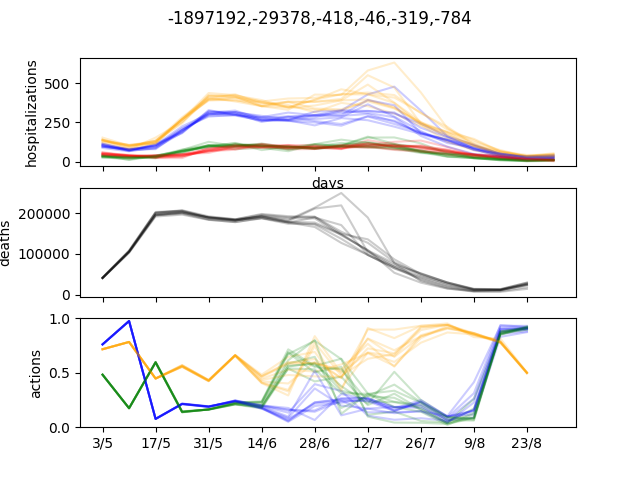 -1897192,-29378,-418,-46,-319,-784
hospitalizations
500
250
0
days
deaths
200000
100000
0
actions
1.0
0.5
0.0
3/5 17/5 31/5 14/6 28/6 12/7 26/7 9/8 23/8